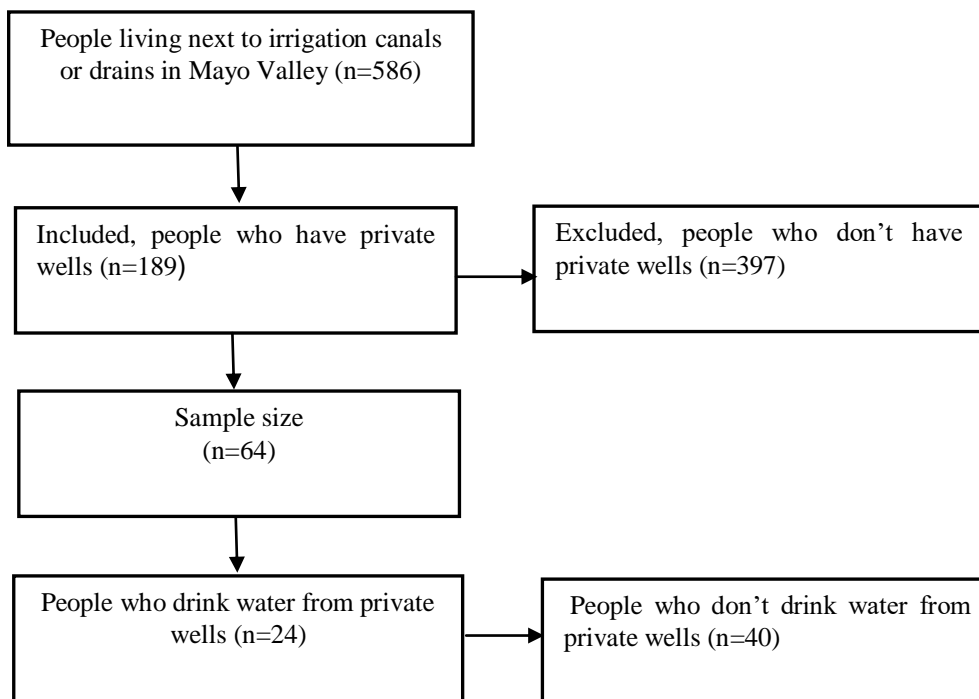 People living next to irrigation canals
or drains in Mayo Valley (n=586)
Included, people who have private
wells (n=189)
Excluded, people who don’t have
private wells (n=397)
Sample size
(n=64)
People who drink water from private
wells (n=24)
People who don’t drink water from
private wells (n=40)